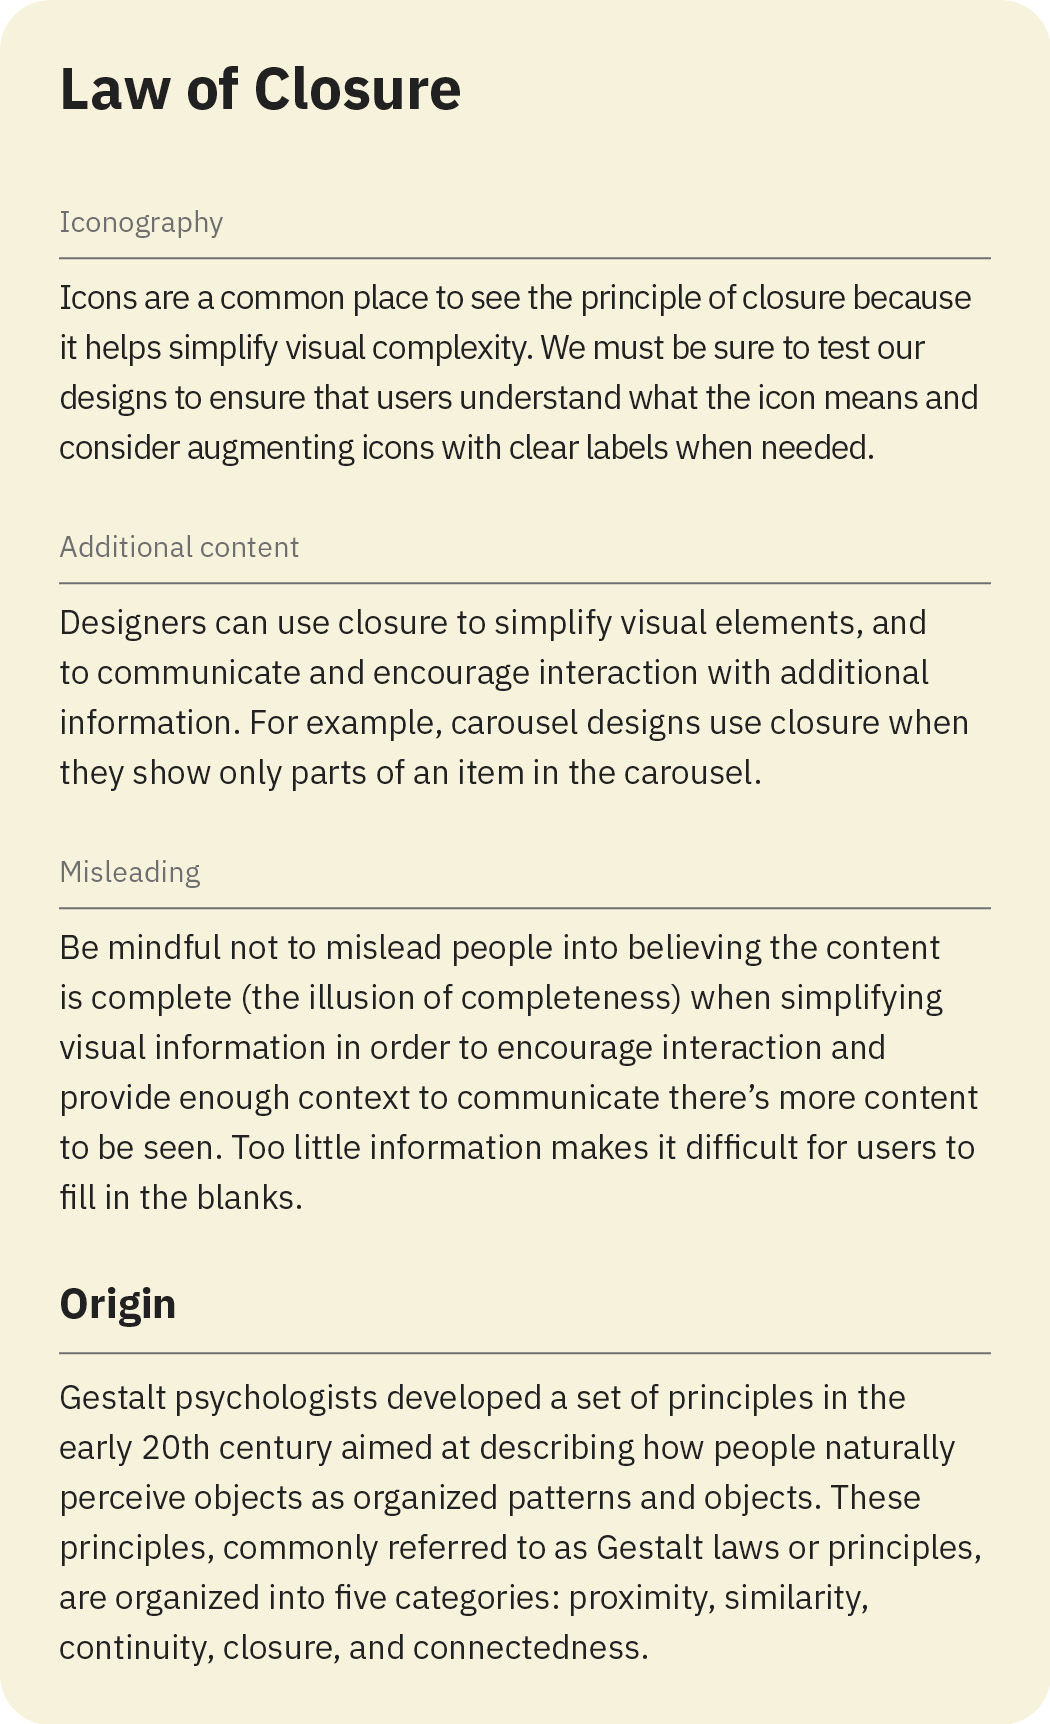 Law of Closure
Iconography
Icons are a common place to see the principle of closure because
it helps simplify visual complexity. We must be sure to test our
designs to ensure that users understand what the icon means and
consider augmenting icons with clear labels when needed.
Additional content
Designers can use closure to simplify visual elements, and
to communicate and encourage interaction with additional
information. For example, carousel designs use closure when
they show only parts of an item in the carousel.
Misleading
Be mindful not to mislead people into believing the content
is complete (the illusion of completeness) when simplifying
visual information in order to encourage interaction and
provide enough context to communicate there’s more content
to be seen. Too little information makes it difficult for users to
fill in the blanks.
Origin
Gestalt psychologists developed a set of principles in the
early 20th century aimed at describing how people naturally
perceive objects as organized patterns and objects. These
principles, commonly referred to as Gestalt laws or principles,
are organized into five categories: proximity, similarity,
continuity, closure, and connectedness.